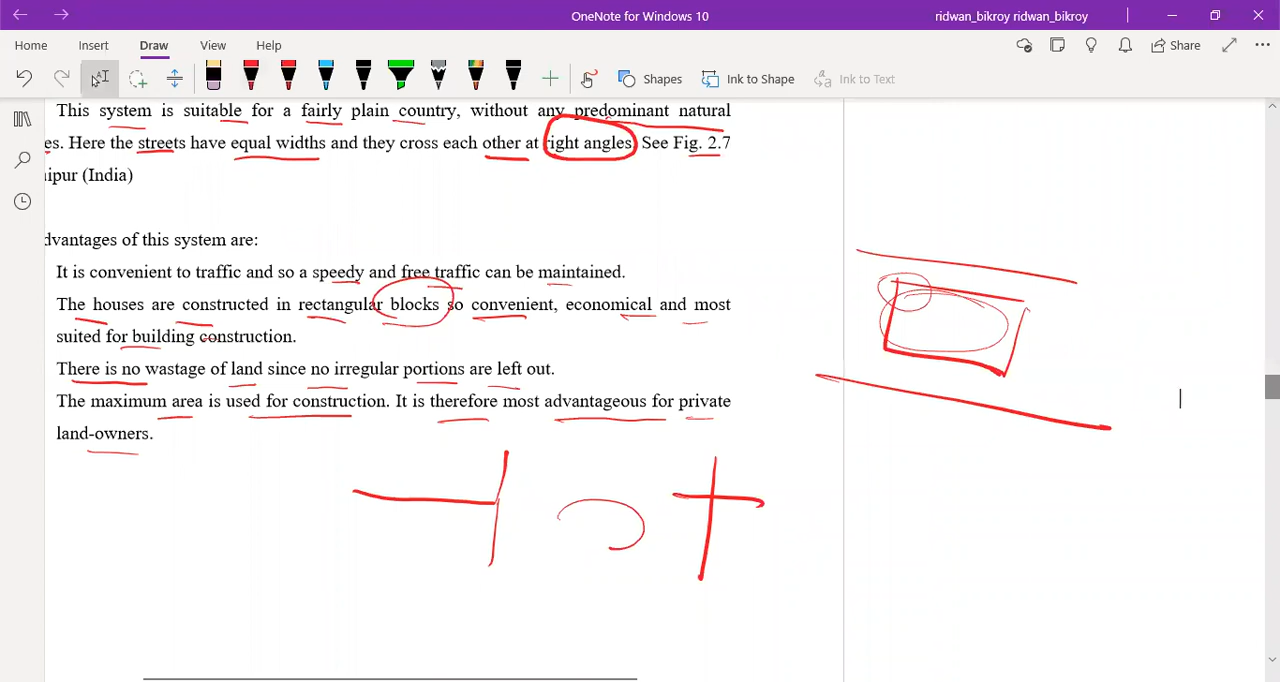 OneNote for Windows 10
ridwan_bikroy ridwan_bikroy
Home Insert Draw View Help
Share
Shapes Ink to Shape Ink to Text
This system is suitable for a fairly plain country, without any predominant natural
es. Here the streets have equal widths and they cross each other at right angles. See Fig. 2.7
aipur (India)
dvantages of this system are:
It is convenient to traffic and so a speedy and free traffic can be maintained.
The houses are constructed in rectangular blocks so convenient, economical and most
suited for building construction.
There is no wastage of land since no irregular portions are left out.
The maximum area is used for construction. It is therefore most advantageous for private
land-owners.